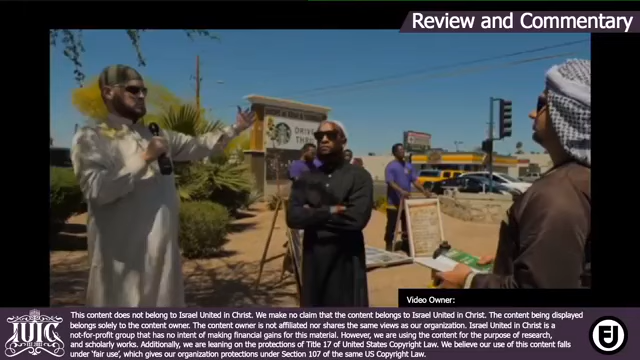 Review and Commentary
DRIVE
THRU
Video Owner:
This content does not belong to Israel United in Christ. We make no claim that the content belongs to Israel United in Christ. The content being displayed
belongs solely to the content owner. The content owner is not affiliated nor shares the same views as our organization. Israel United in Christ is a
not-for-profit group that has no intent of making financial gains for this material. However, we are using the content for the purpose of research,
and scholarly works. Additionally, we are leaning on the protections of Title 17 of United States Copyright Law. We believe our use of this content falls
under 'fair use', which gives our organization protections under Section 107 of the same US Copyright Law.
IUIC